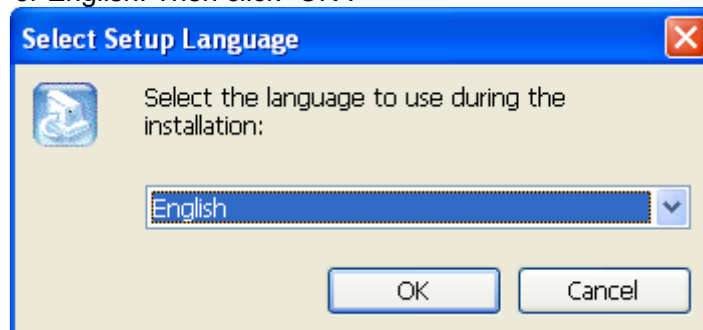 Select Setup Language
Select the language to use during the
installation:
English
OK
Cancel